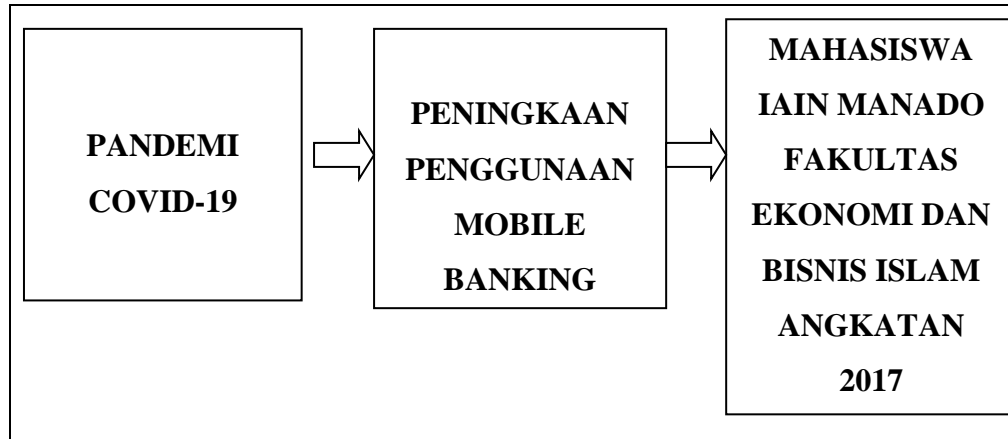 PANDEMI
COVID-19
PENINGKAAN
PENGGUNAAN
MOBILE
BANKING
MAHASISWA
IAIN MANADO
FAKULTAS
EKONOMI DAN
BISNIS ISLAM
ANGKATAN
2017